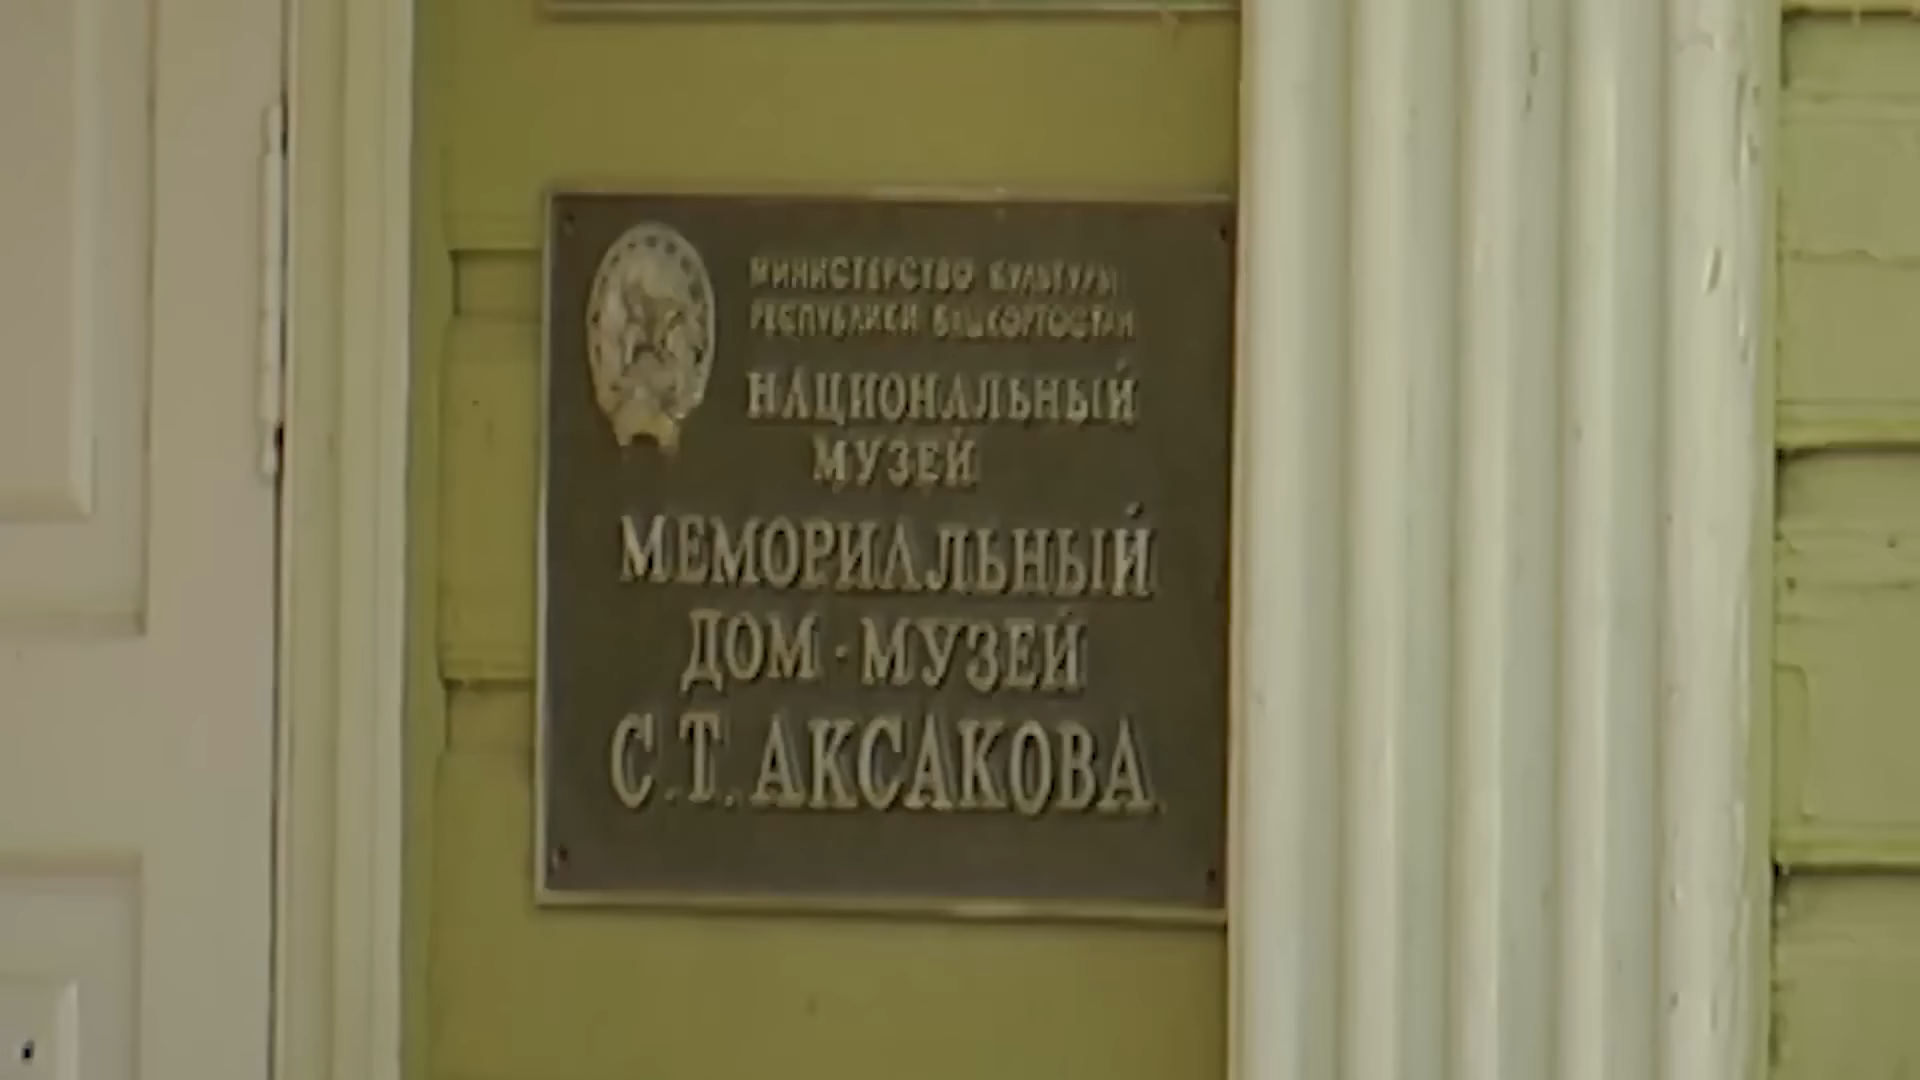 МИНИСТЕРСТВО КУЛЬТУРЫ
РЕСПУБЛИКИ БАШКОРТОСТАН
НАЦИОНАЛЬНЫЙ
МУЗЕЙ
МЕМОРИАЛЬНЫЙ
ДОМ-МУЗЕЙ
С.Т. АКСАКОВА